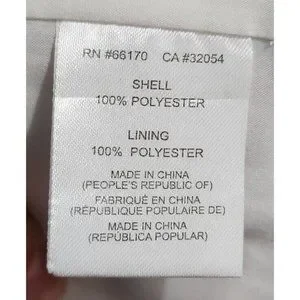 RN #66170 CA #32054
SHELL
100% POLYESTER
LINING
100% POLYESTER
MADE IN CHINA
(PEOPLE'S REPUBLIC OF)
FABRIQUÉ EN CHINA
(RÉPUBLIQUE POPULAIRE DE)
MADE IN CHINA
(REPÚBLICA POPULAR)